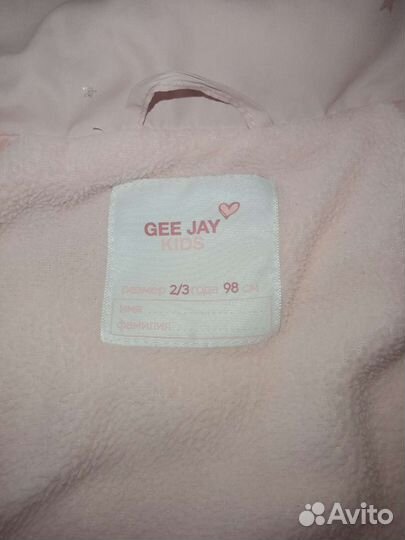 GEE JAY
KIDS
размер 2/3 года 98 см
имя
фамилия
Avito